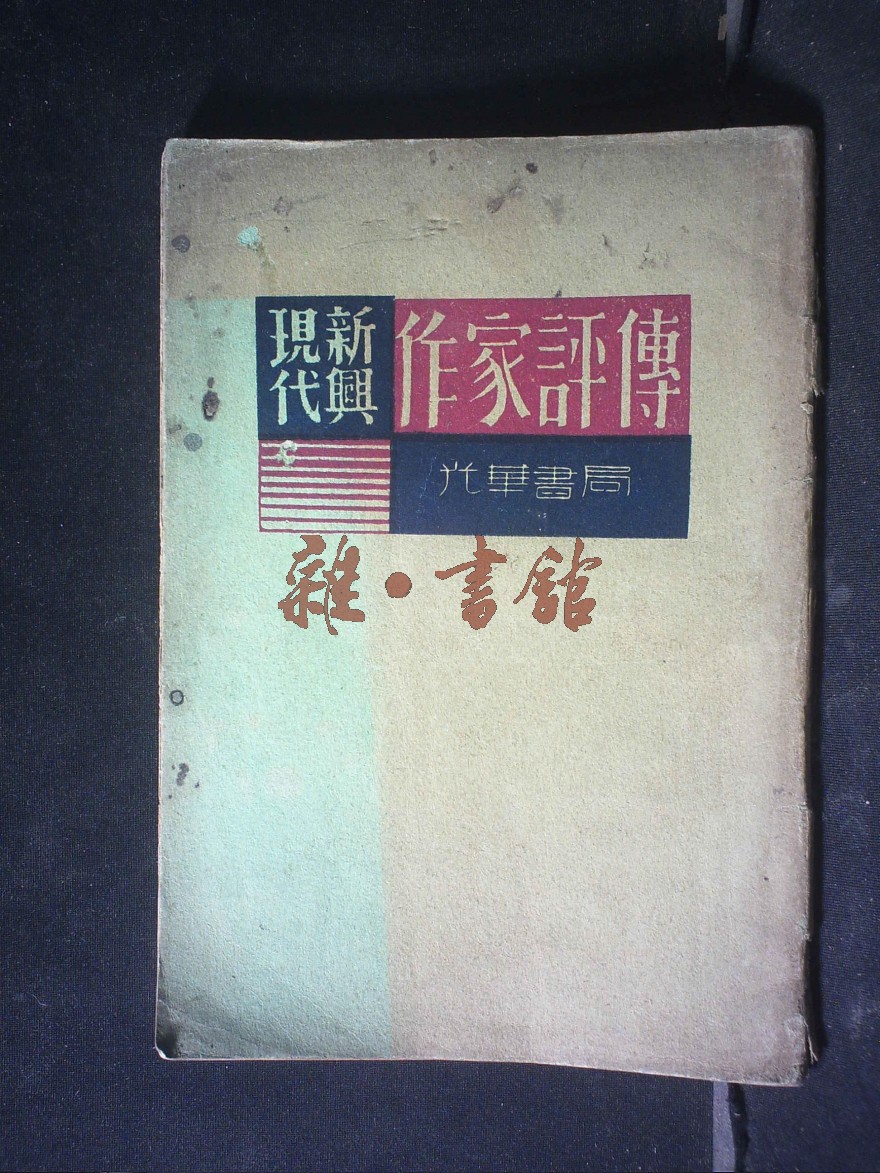 現代
新興
作家評傳
光華書局
雜·書館